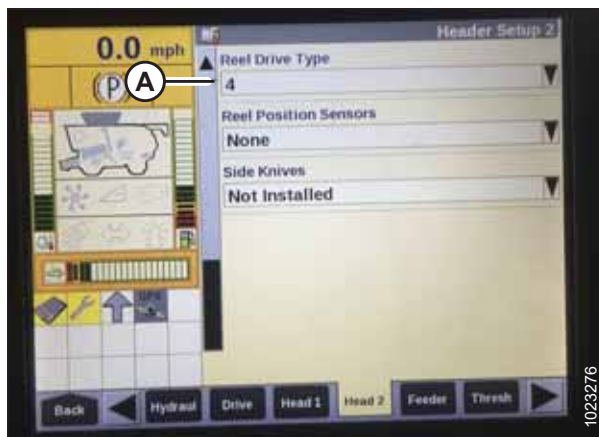 0.0 mph
(P)
A
Header Setup 2
Reel Drive Type
4
Reel Position Sensors
None
Side Knives
Not Installed
GPS
Back
Hydraul
Drive
Head 1
Head 2
Feeder
Thresh
1023276